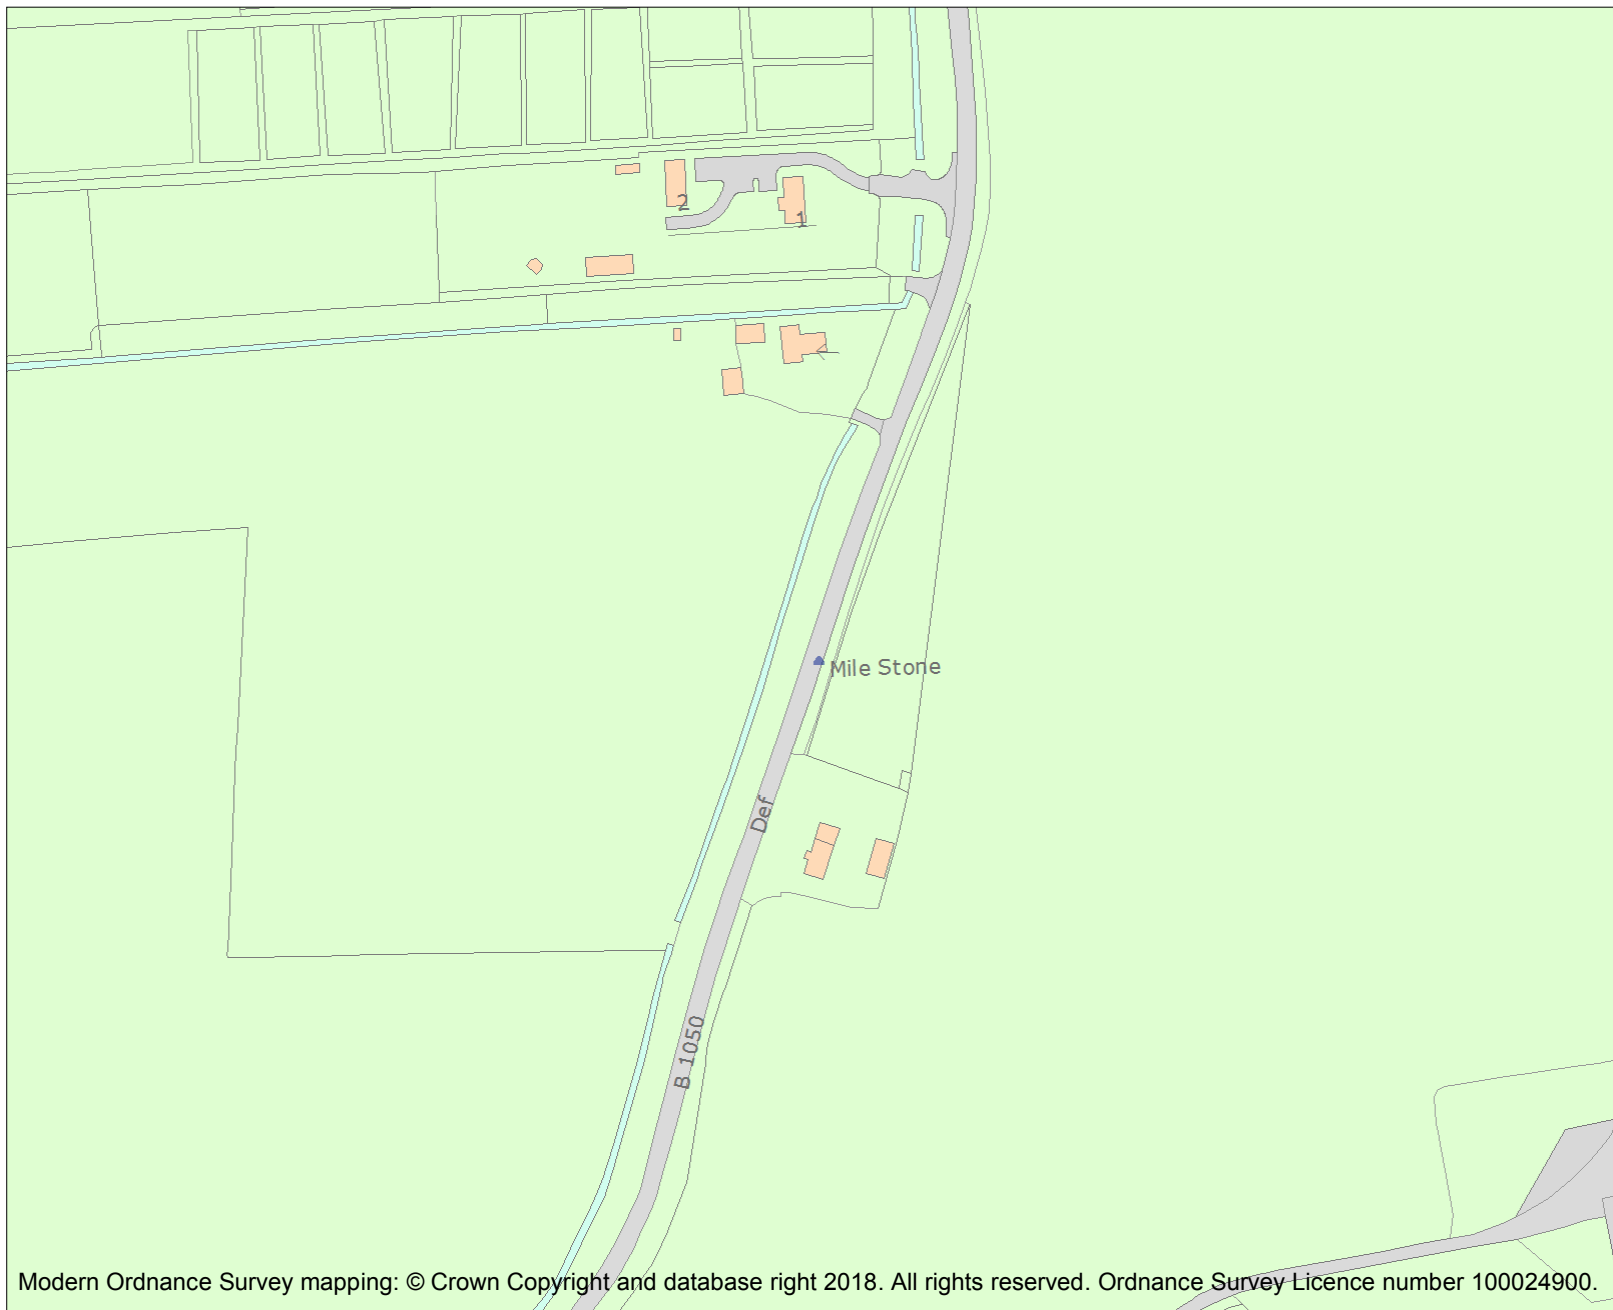 2
1
Mile Stone
Def
B 1050
Modern Ordnance Survey mapping: © Crown Copyright and database right 2018. All rights reserved. Ordnance Survey Licence number 100024900.